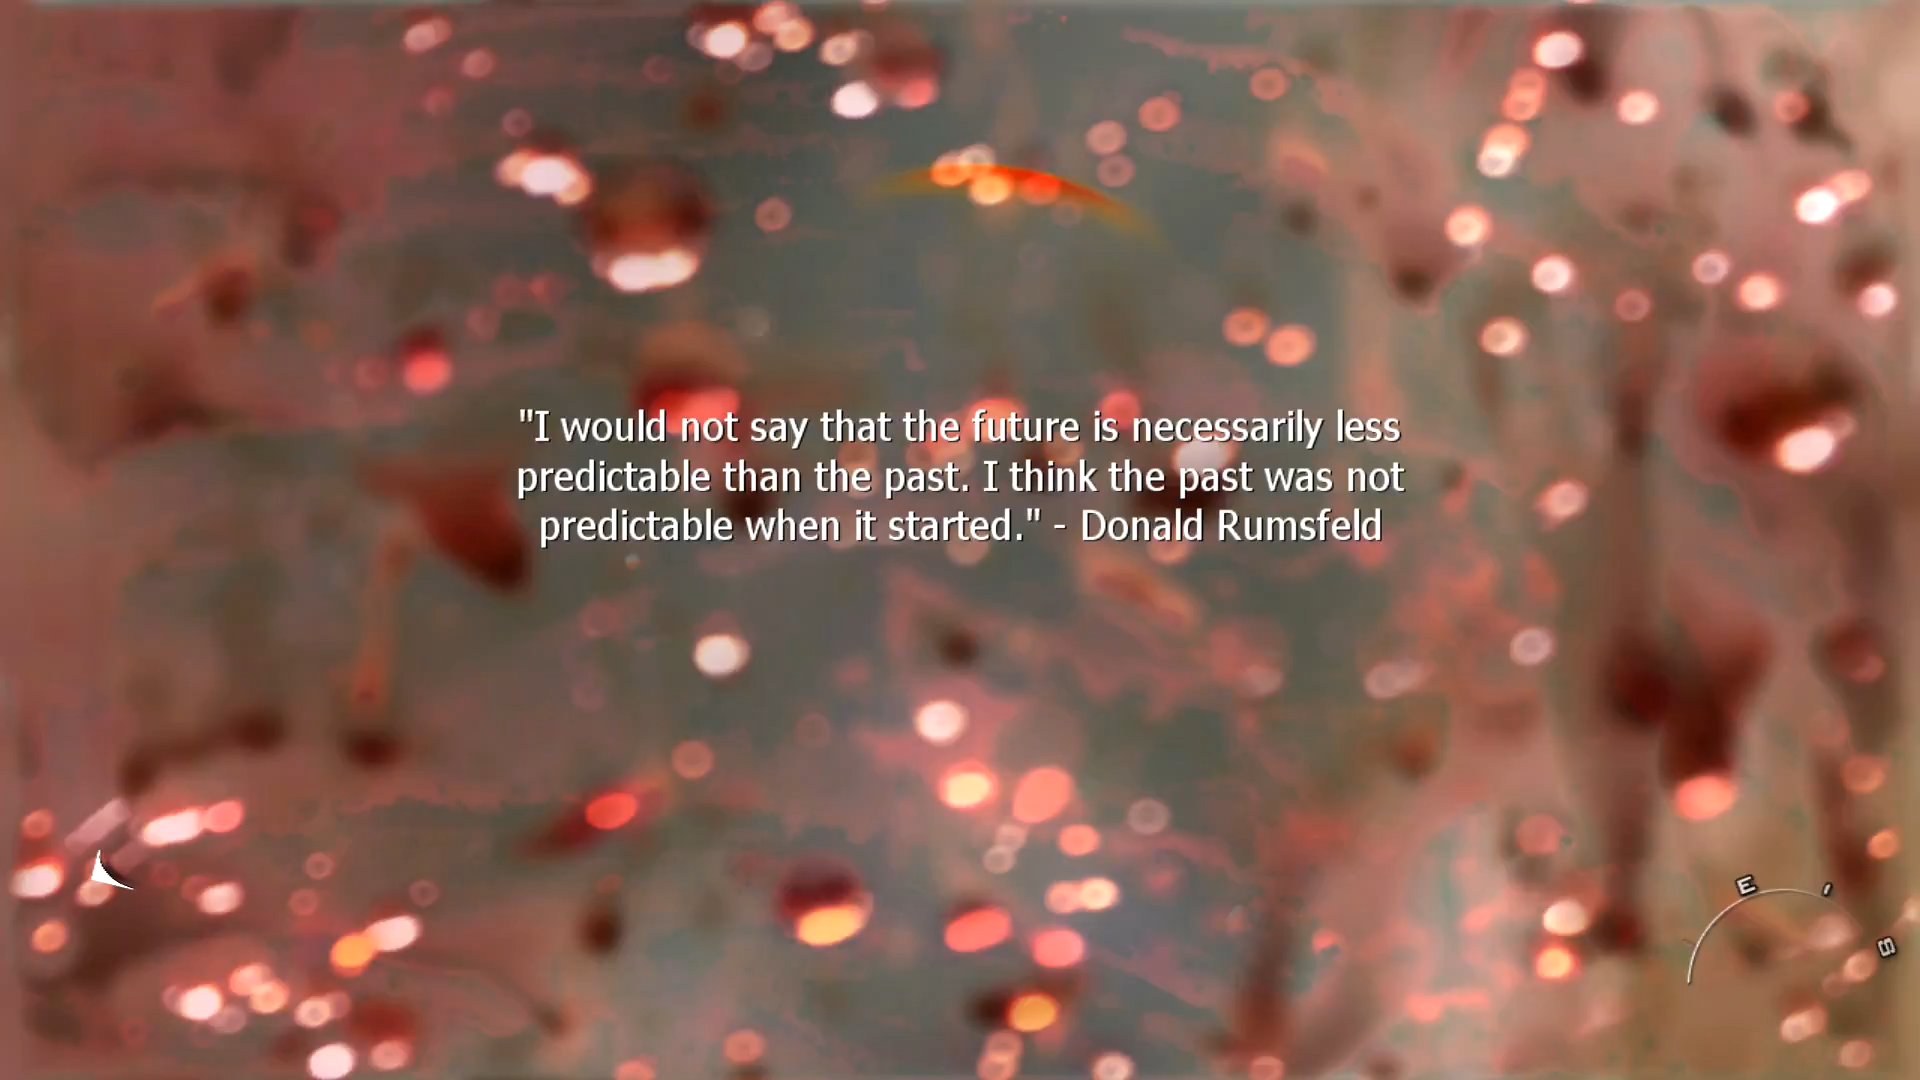 "I would not say that the future is necessarily less
predictable than the past. I think the past was not
predictable when it started." - Donald Rumsfeld
E
S